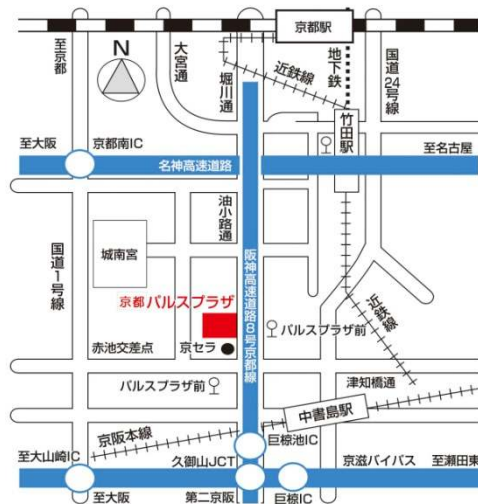 京都駅
至京都
N
大宮通
堀川通
近鉄線
地下鉄
国道24号線
竹田駅
至大阪
京都南IC
名神高速道路
至名古屋
国道1号線
城南宮
油小路通
阪神高速道路8号京都線
京都 パルスプラザ
パルスプラザ前
近鉄線
赤池交差点
京セラ
パルスプラザ前
津知橋通
中書島駅
京阪本線
巨椋池IC
至大山崎IC
久御山JCT
京滋バイパス
至瀬田東
至大阪
第二京阪
巨椋IC